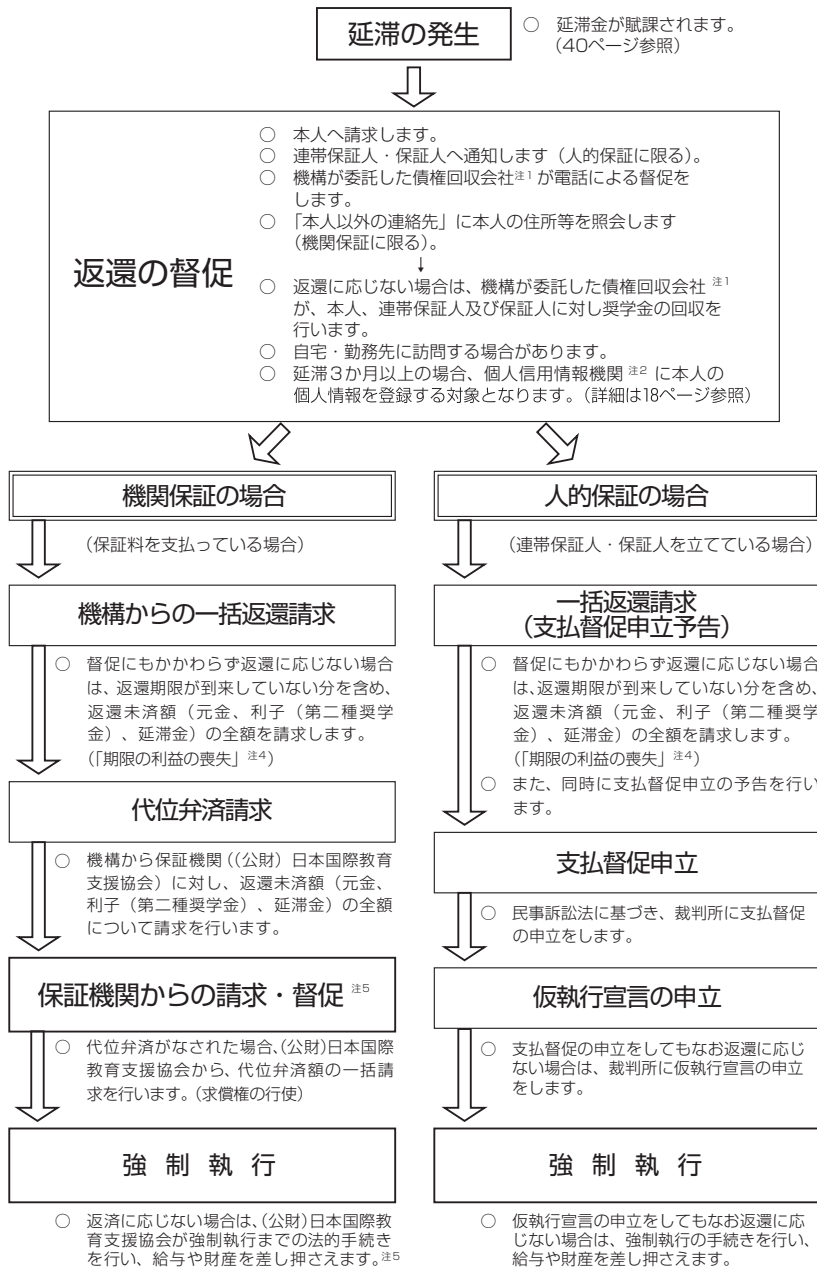 延滞の発生
○ 延滞金が賦課されます。
(40ページ参照)
返還の督促
○ 本人へ請求します。
○ 連帯保証人・保証人へ通知します(人的保証に限る)。
○ 機構が委託した債権回収会社注1が電話による督促を
します。
○ 「本人以外の連絡先」に本人の住所等を照会します
(機関保証に限る)。
↓
○ 返還に応じない場合は、機構が委託した債権回収会社 注1
が、本人、連帯保証人及び保証人に対し奨学金の回収を
行います。
○ 自宅・勤務先に訪問する場合があります。
○ 延滞3か月以上の場合、個人信用情報機関 注2 に本人の
個人情報を登録する対象となります。(詳細は18ページ参照)
機関保証の場合
(保証料を支払っている場合)
機構からの一括返還請求
○ 督促にもかかわらず返還に応じない場合
は、返還期限が到来していない分を含め、
返還未済額(元金、利子(第二種奨学
金)、延滞金)の全額を請求します。
(「期限の利益の喪失」注4)
代位弁済請求
○ 機構から保証機関((公財)日本国際教育
支援協会)に対し、返還未済額(元金、
利子(第二種奨学金)、延滞金)の全額
について請求を行います。
保証機関からの請求・督促 注5
○ 代位弁済がなされた場合、(公財)日本国際
教育支援協会から、代位弁済額の一括請
求を行います。(求償権の行使)
強制執行
○ 返済に応じない場合は、(公財)日本国際教
育支援協会が強制執行までの法的手続き
を行い、給与や財産を差し押さえます。注5
人的保証の場合
(連帯保証人・保証人を立てている場合)
一括返還請求
(支払督促申立予告)
○ 督促にもかかわらず返還に応じない場合
は、返還期限が到来していない分を含め、
返還未済額(元金、利子(第二種奨学
金)、延滞金)の全額を請求します。
(「期限の利益の喪失」注4)
○ また、同時に支払督促申立の予告を行い
ます。
支払督促申立
○ 民事訴訟法に基づき、裁判所に支払督促
の申立をします。
仮執行宣言の申立
○ 支払督促の申立をしてもなお返還に応じ
ない場合は、裁判所に仮執行宣言の申立
をします。
強制執行
○ 仮執行宣言の申立をしてもなお返還に応
じない場合は、強制執行の手続きを行い、
給与や財産を差し押さえます。